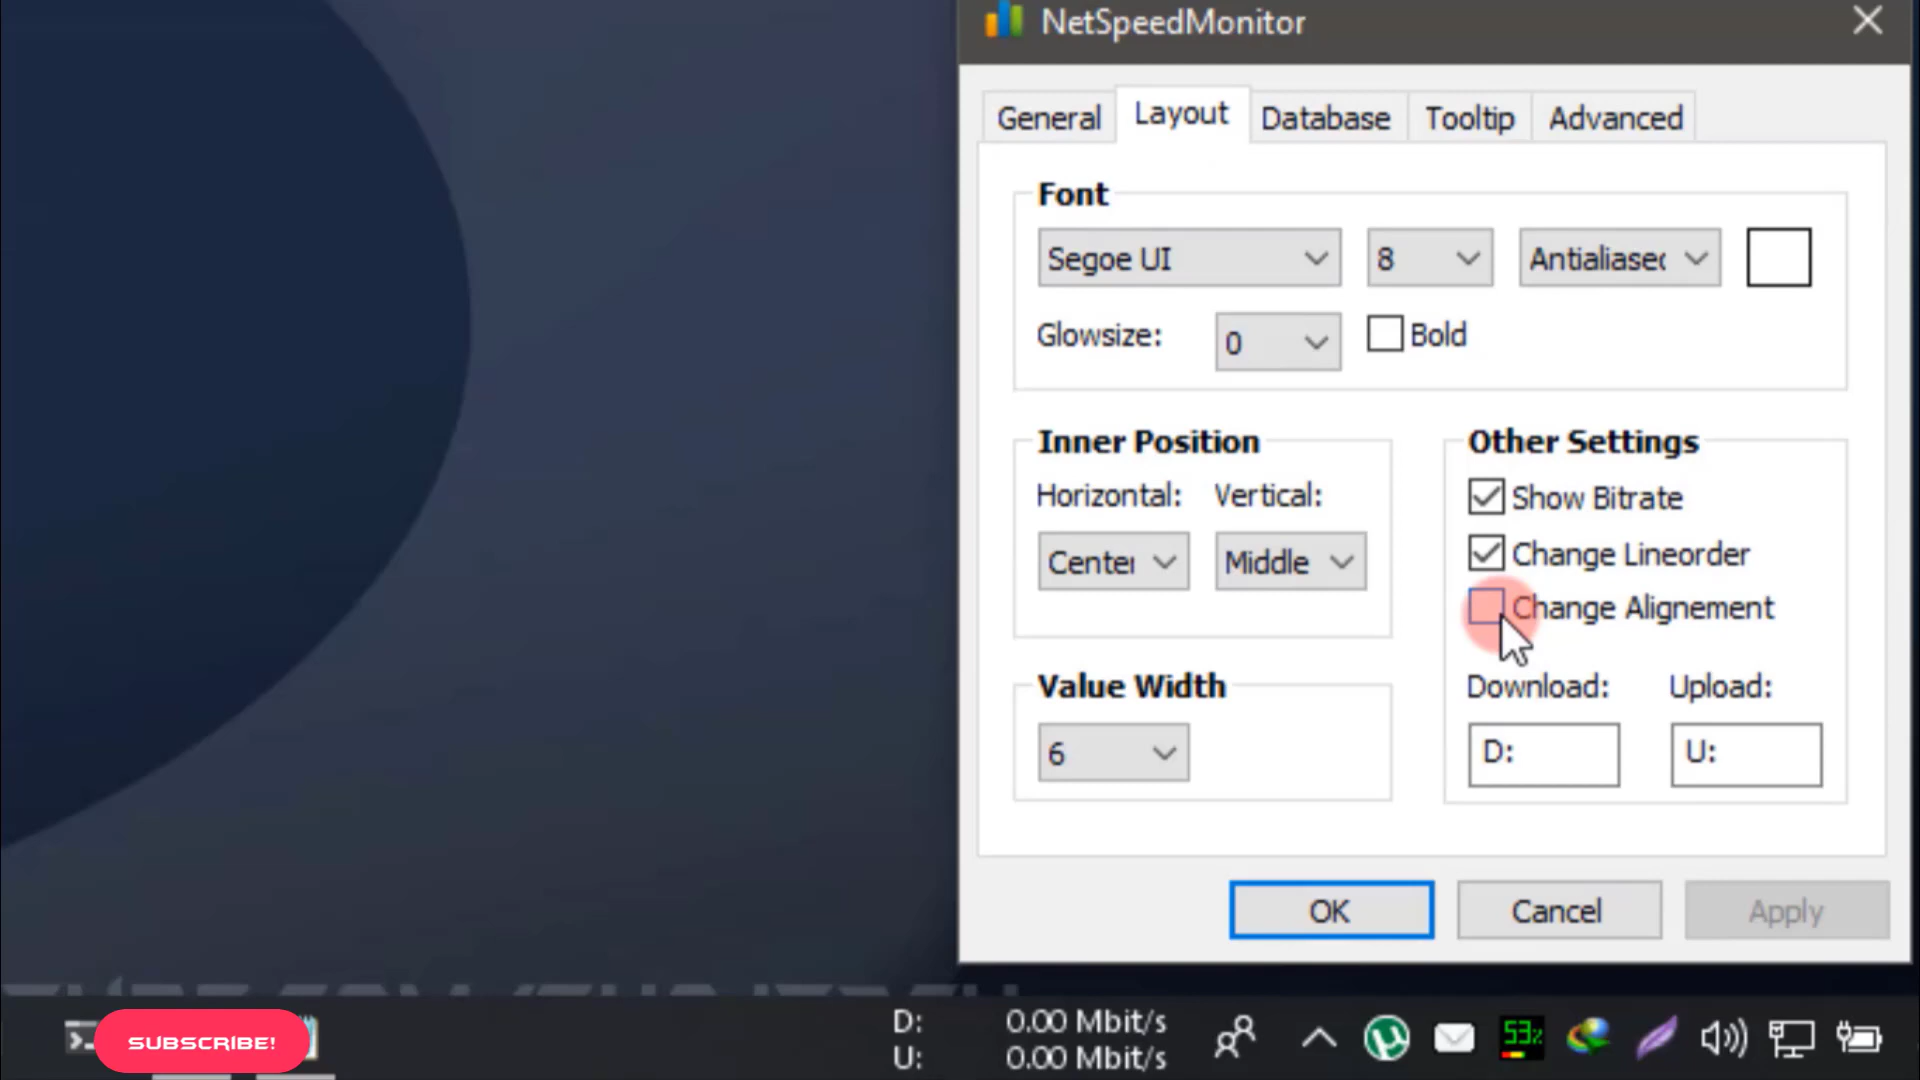 NetSpeedMonitor
General Layout Database Tooltip Advanced
Font
Segoe UI 8 Antialiased
Glowsize: 0 Bold
Inner Position
Horizontal: Vertical:
Center Middle
Value Width
6
Other Settings
Show Bitrate
Change Lineorder
Change Alignement
Download: Upload:
D: U:
OK Cancel Apply
SUBSCRIBE!
D: 0.00 Mbit/s
U: 0.00 Mbit/s
53%